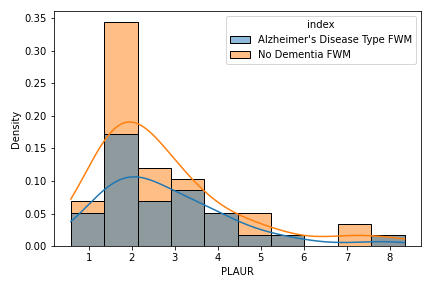 index
Alzheimer's Disease Type FWM
No Dementia FWM
0.35
0.30
0.25
0.20
0.15
0.10
0.05
0.00
Density
1 2 3 4 5 6 7 8
PLAUR